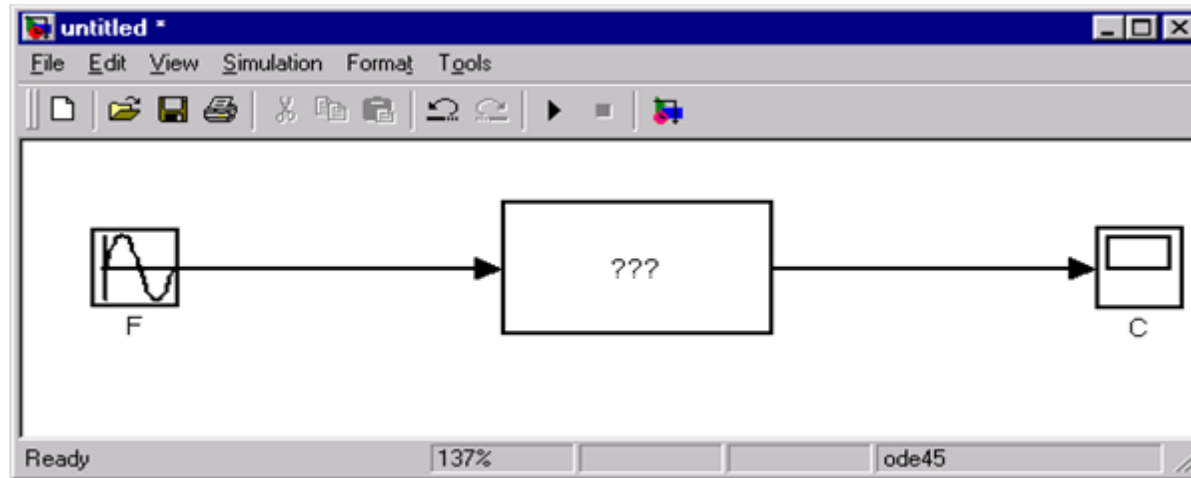 untitled *
File Edit View Simulation Format Tools
???
F
C
Ready 137% ode45